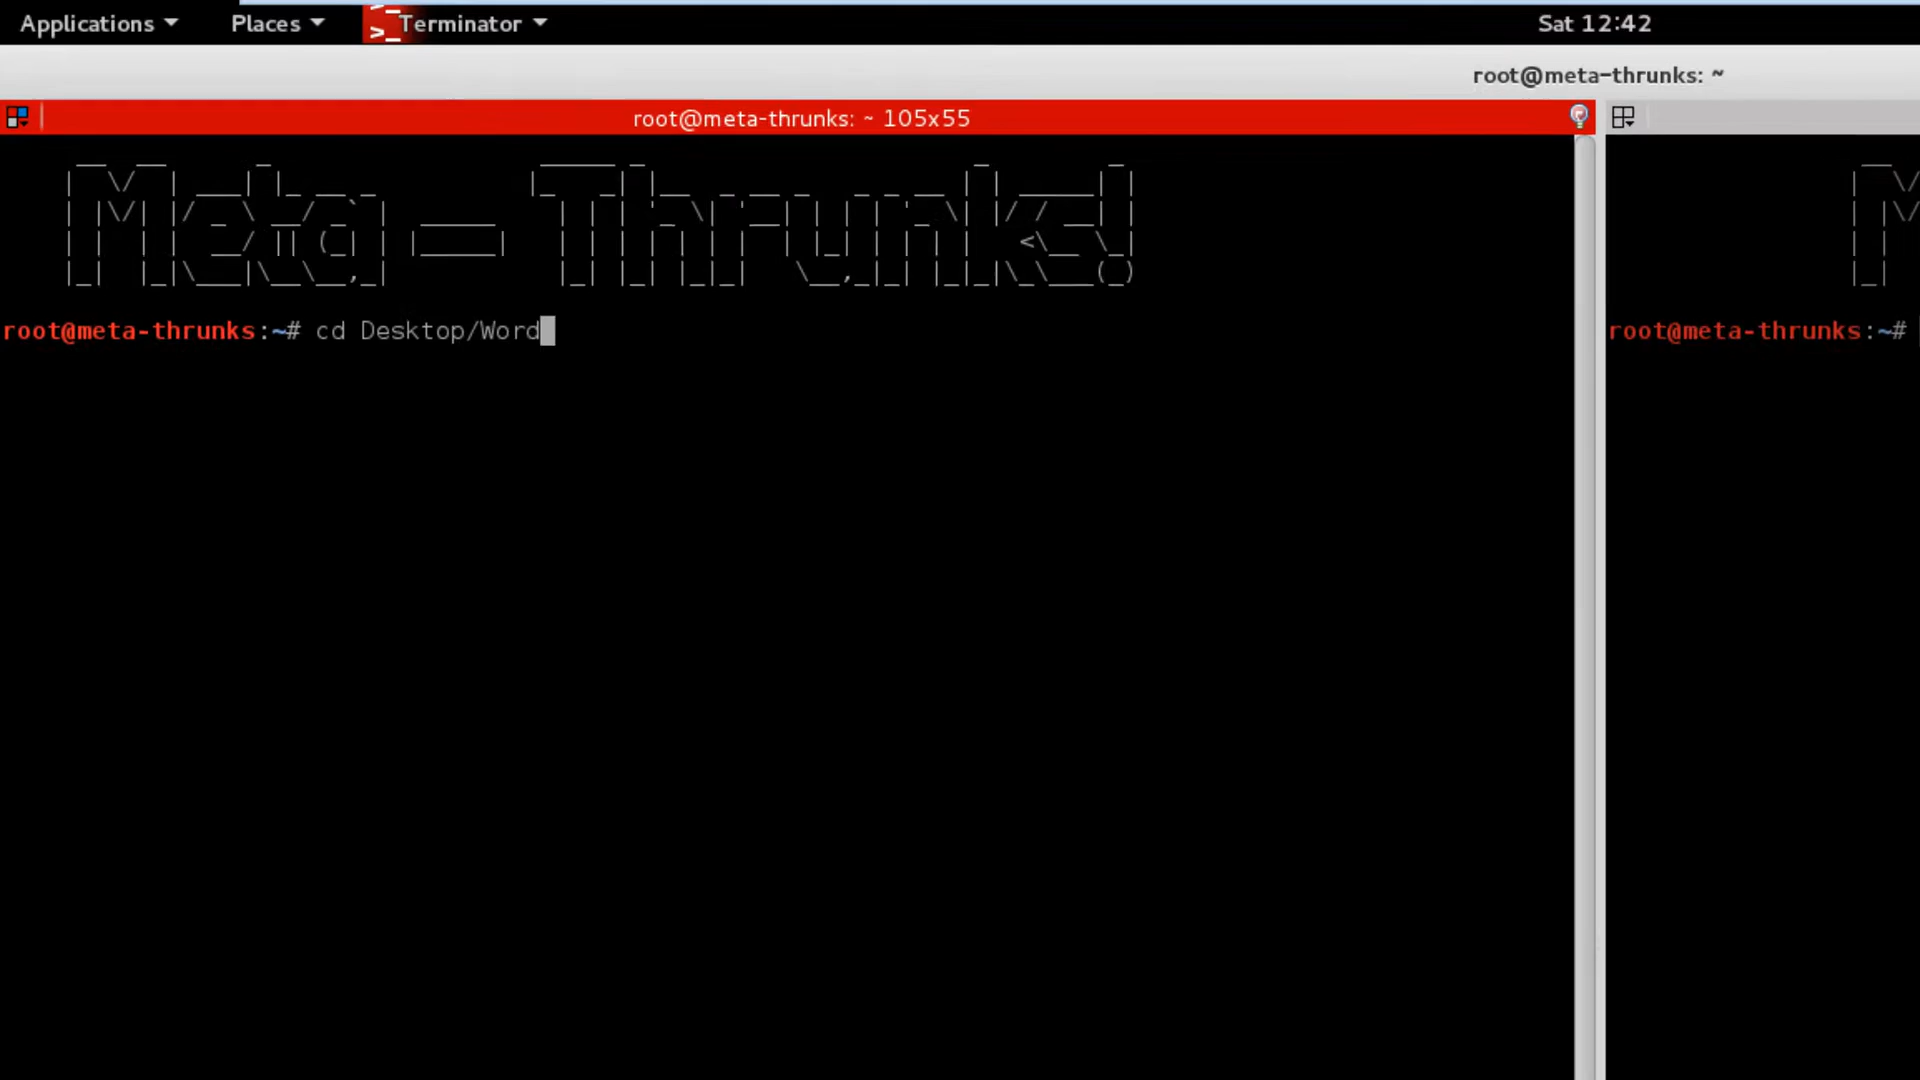 Applications Places >_Terminator Sat 12:42
root@meta-thrunks: ~
root@meta-thrunks: ~ 105x55
Meta - Thrunks!
M
root@meta-thrunks:~# cd Desktop/Word
root@meta-thrunks:~#